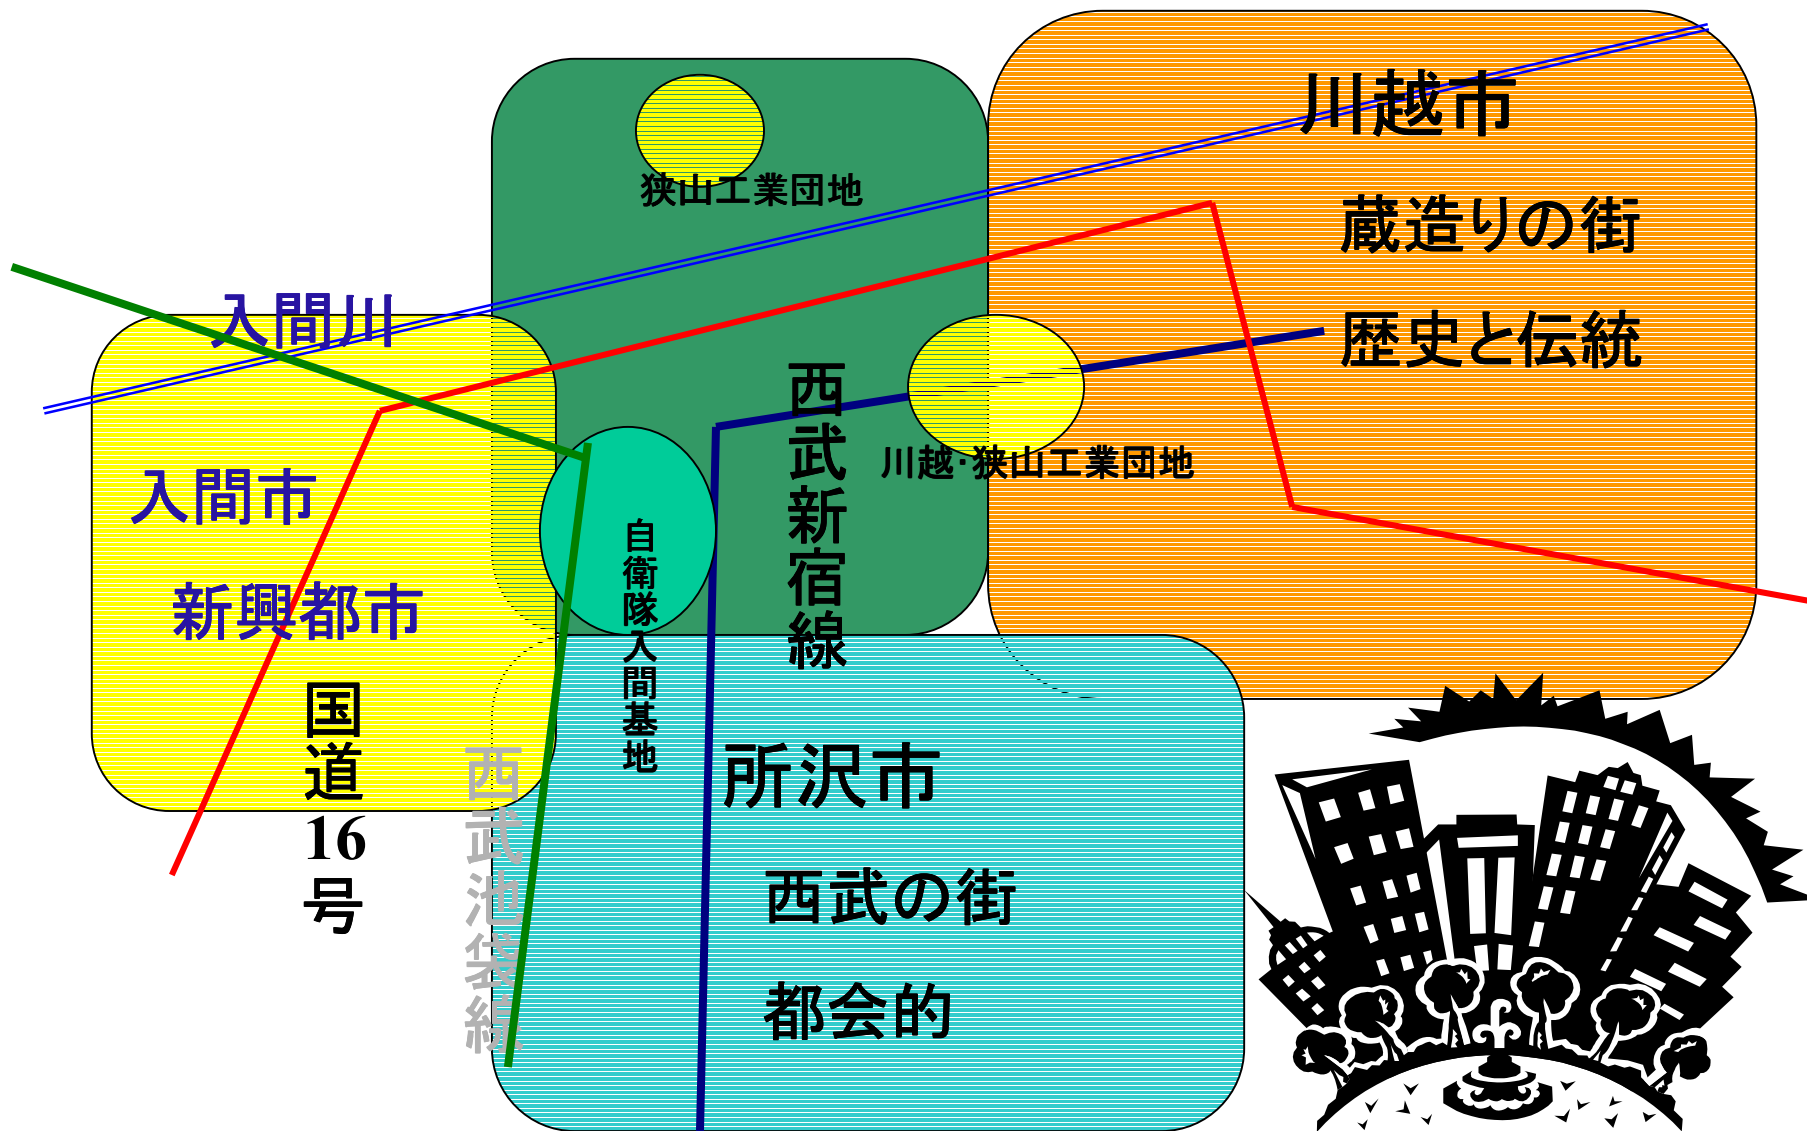 川越市
蔵造りの街
歴史と伝統
狭山工業団地
入間川
西武新宿線
川越･狭山工業団地
入間市
新興都市
自衛隊入間基地
国道16号
西武池袋線
所沢市
西武の街
都会的